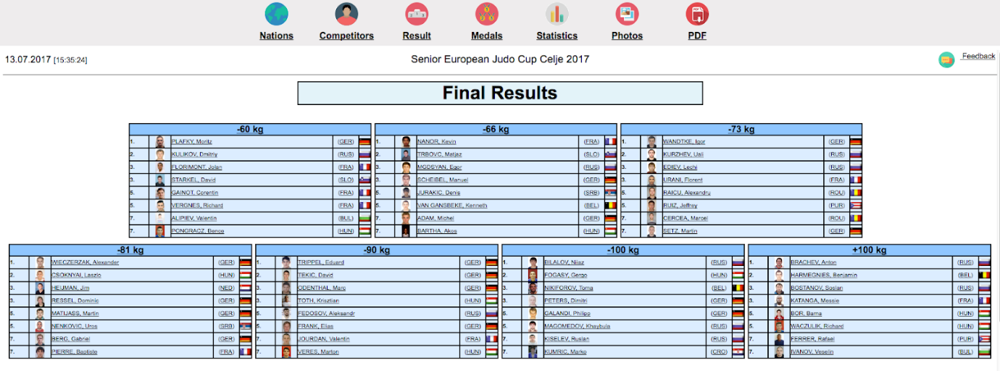 Nations Competitors Result Medals Statistics Photos PDF
13.07.2017 [15:35:24] Senior European Judo Cup Celje 2017 Feedback
Final Results
-60 kg
1. PLAFKY, Moritz (GER)
2. KULIKOV, Dmitriy (RUS)
3. FLORIMONT, Jolan (FRA)
3. STARKEL, David (SLO)
5. GAINOT, Corentin (FRA)
5. VERGNES, Richard (FRA)
7. ALIPIEV, Valentin (BUL)
7. PONGRACZ, Bence (HUN)
-66 kg
1. NANOR, Kevin (FRA)
2. TRBOVC, Matjaz (SLO)
3. MGDSYAN, Egor (RUS)
3. SCHEIBEL, Manuel (GER)
5. JURAKIC, Denis (SRB)
5. VAN GANSBEKE, Kenneth (BEL)
7. ADAM, Michel (GER)
7. BARTHA, Akos (HUN)
-73 kg
1. WANDTKE, Igor (GER)
2. KURZHEV, Uali (RUS)
3. EDIEV, Lechi (RUS)
3. URANI, Florent (FRA)
5. RAICU, Alexandru (ROU)
5. RUIZ, Jeffrey (PUR)
7. CERCEA, Marcel (ROU)
7. SETZ, Martin (GER)
-81 kg
1. WIECZERZAK, Alexander (GER)
2. CSOKNYAI, Laszlo (HUN)
3. HEIJMAN, Jim (NED)
3. RESSEL, Dominic (GER)
5. MATIJASS, Martin (GER)
5. NENKOVIC, Uros (SRB)
7. BERG, Gabriel (GER)
7. PIERRE, Baptiste (FRA)
-90 kg
1. TRIPPEL, Eduard (GER)
2. TEKIC, David (GER)
3. ODENTHAL, Marc (GER)
3. TOTH, Krisztian (HUN)
5. FEDOSOV, Aleksandr (RUS)
5. FRANK, Elias (GER)
7. JOURDAN, Valentin (FRA)
7. VERES, Marton (HUN)
-100 kg
1. BILALOV, Niiaz (RUS)
2. FOGASY, Gergo (HUN)
3. NIKIFOROV, Toma (BEL)
3. PETERS, Dimitri (GER)
5. GALANDI, Philipp (GER)
5. MAGOMEDOV, Khaybula (RUS)
7. KISELEV, Ruslan (RUS)
7. KUMRIC, Marko (CRO)
+100 kg
1. BRACHEV, Anton (RUS)
2. HARMEGNIES, Benjamin (BEL)
3. BOSTANOV, Soslan (RUS)
3. KATANGA, Messie (FRA)
5. BOR, Barna (HUN)
5. WACZULIK, Richard (HUN)
7. FERRER, Rafael (PUR)
7. IVANOV, Veselin (BUL)